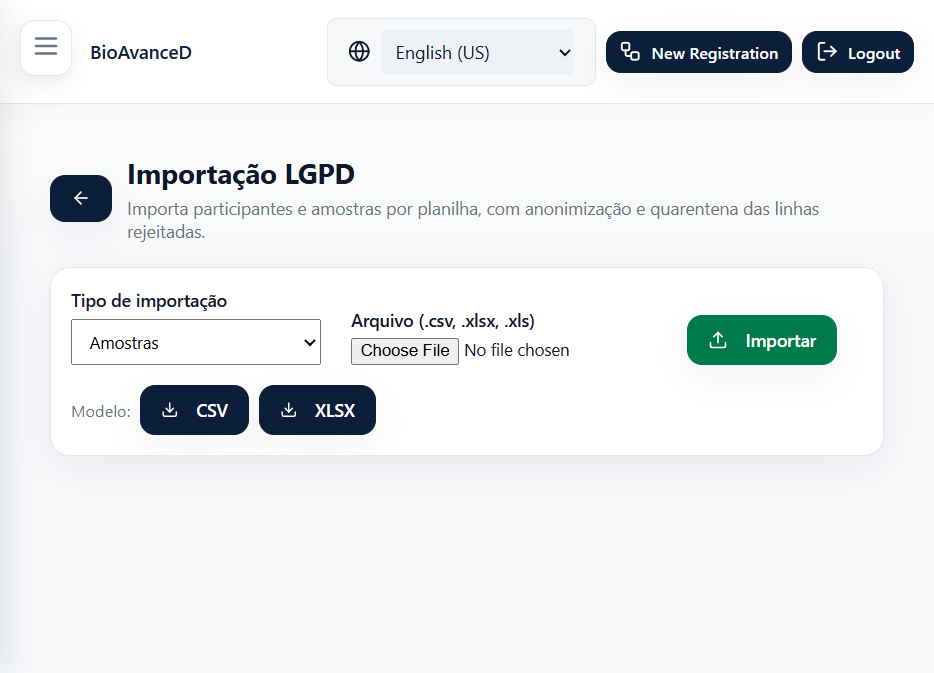 BioAvanceD
English (US)
New Registration
Logout
Importação LGPD
Importa participantes e amostras por planilha, com anonimização e quarentena das linhas
rejeitadas.
Tipo de importação
Amostras
Arquivo (.csv, .xlsx, .xls)
Choose File No file chosen
Importar
Modelo:
CSV
XLSX